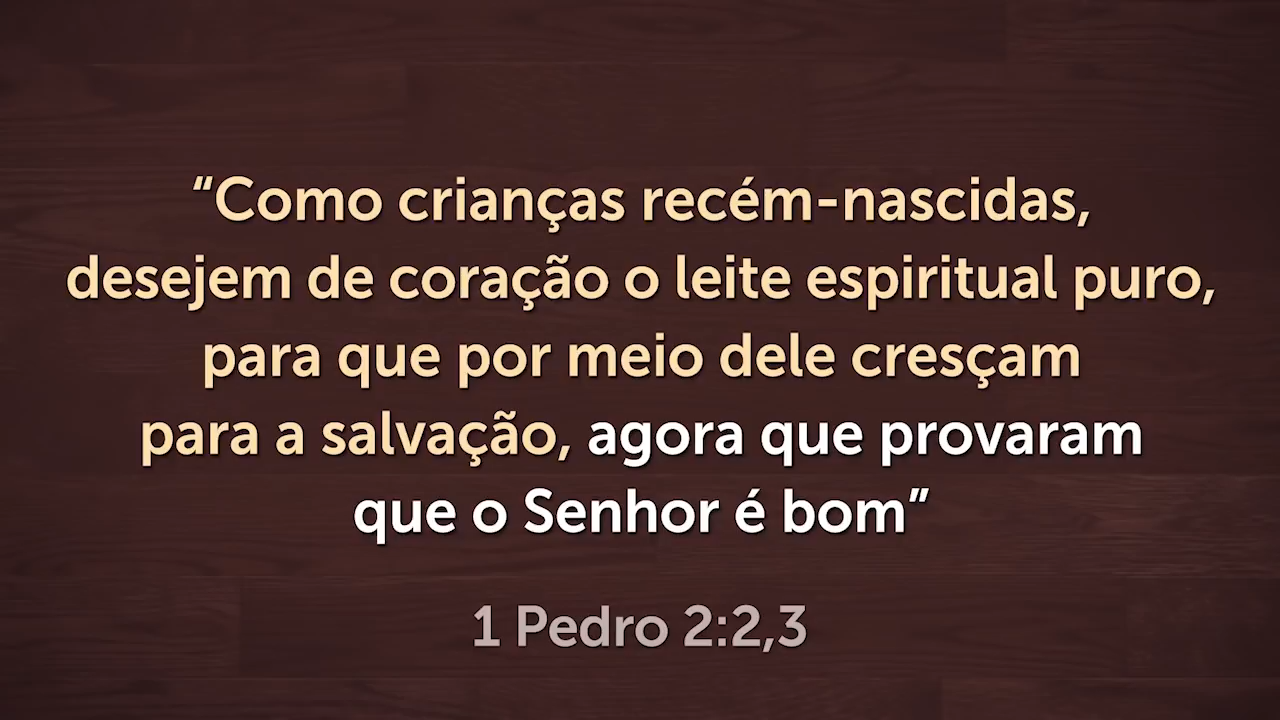 “Como crianças recém-nascidas,
desejem de coração o leite espiritual puro,
para que por meio dele cresçam
para a salvação, agora que provaram
que o Senhor é bom”
1 Pedro 2:2,3